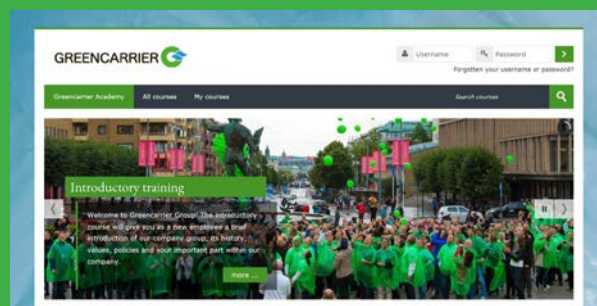 GREENCARRIER
Username
Password
Forgotten your username or password?
Greencarrier Academy
All courses
My courses
Search courses
Introductory training
Welcome to Greencarrier Group! The introductory
course will give you as a new employee a brief
introduction of our company group, its history,
values, policies and your important part within our
company.
more ...